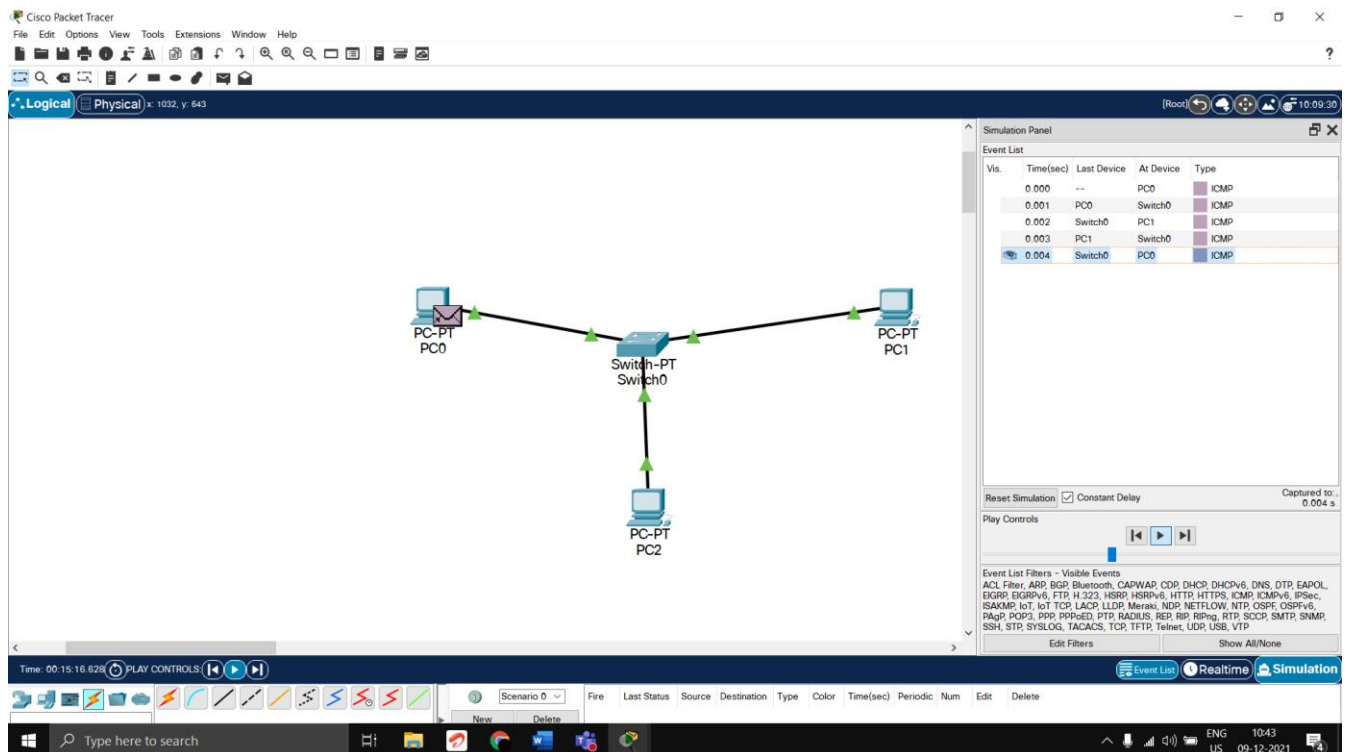 Cisco Packet Tracer
File Edit Options View Tools Extensions Window Help
?
Logical Physical x: 1032, y: 643 [Root] 10:09:30
Simulation Panel
Event List
Vis. Time(sec) Last Device At Device Type
0.000 -- PC0 ICMP
0.001 PC0 Switch0 ICMP
0.002 Switch0 PC1 ICMP
0.003 PC1 Switch0 ICMP
0.004 Switch0 PC0 ICMP
PC-PT
PC0
PC-PT
PC1
Switch-PT
Switch0
PC-PT
PC2
Reset Simulation Constant Delay Captured to:
0.004 s
Play Controls
Event List Filters - Visible Events
ACL Filter, ARP, BGP, Bluetooth, CAPWAP, CDP, DHCP, DHCPv6, DNS, DTP, EAPOL,
EIGRP, EIGRPv6, FTP, H.323, HSRP, HSRPv6, HTTP, HTTPS, ICMP, ICMPv6, IPSec,
ISAKMP, IoT, IoT TCP, LACP, LLDP, Meraki, NDP, NETFLOW, NTP, OSPF, OSPFv6,
PAgP, POP3, PPP, PPPoED, PTP, RADIUS, REP, RIP, RIPng, RTP, SCCP, SMTP, SNMP,
SSH, STP, SYSLOG, TACACS, TCP, TFTP, Telnet, UDP, USB, VTP
Edit Filters Show All/None
Time: 00:15:16.628 PLAY CONTROLS: Event List Realtime Simulation
Scenario 0 Fire Last Status Source Destination Type Color Time(sec) Periodic Num Edit Delete
New Delete
Type here to search
ENG 10:43
US 09-12-2021
4